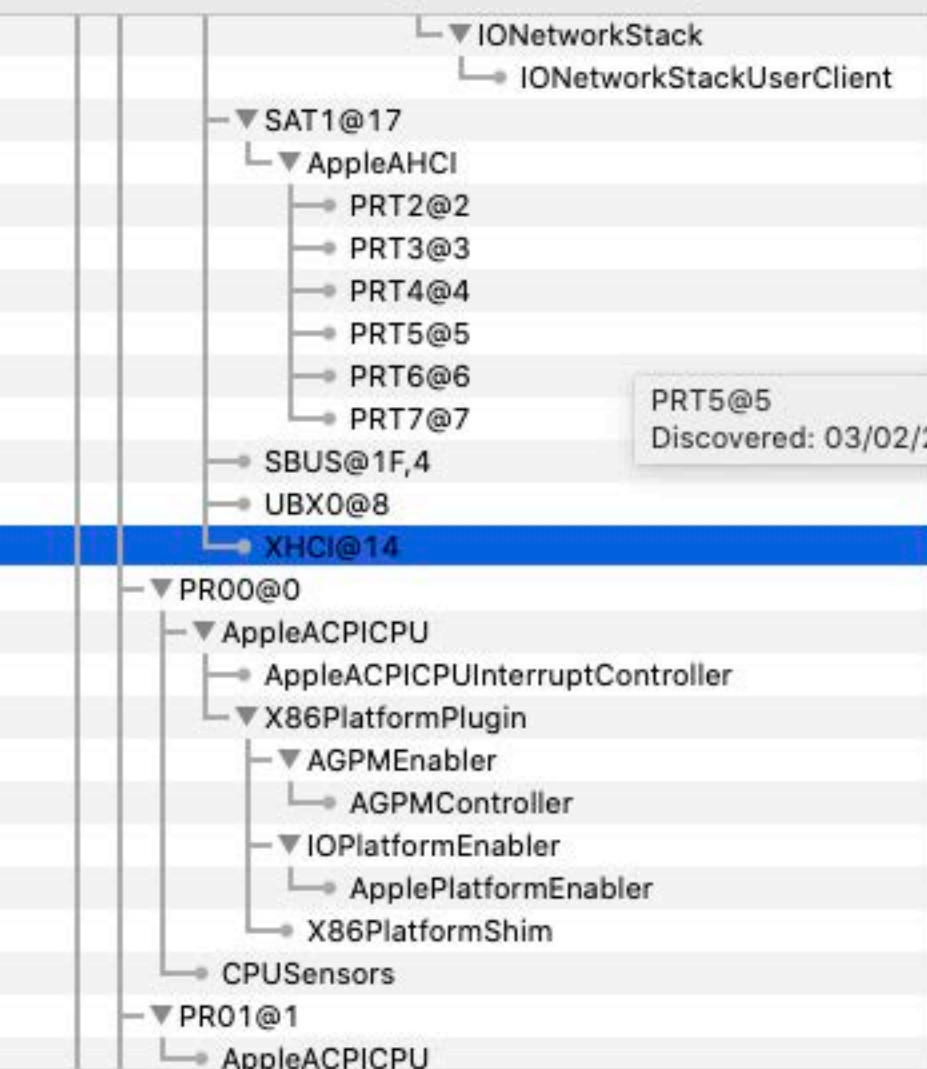 IONetworkStack
IONetworkStackUserClient
SAT1@17
AppleAHCI
PRT2@2
PRT3@3
PRT4@4
PRT5@5
PRT6@6
PRT7@7
PRT5@5
Discovered: 03/02/2
SBUS@1F,4
UBX0@8
XHCI@14
PR00@0
AppleACPICPU
AppleACPICPUInterruptController
X86PlatformPlugin
AGPMEnabler
AGPMController
IOPlatformEnabler
ApplePlatformEnabler
X86PlatformShim
CPUSensors
PR01@1
AppleACPICPU